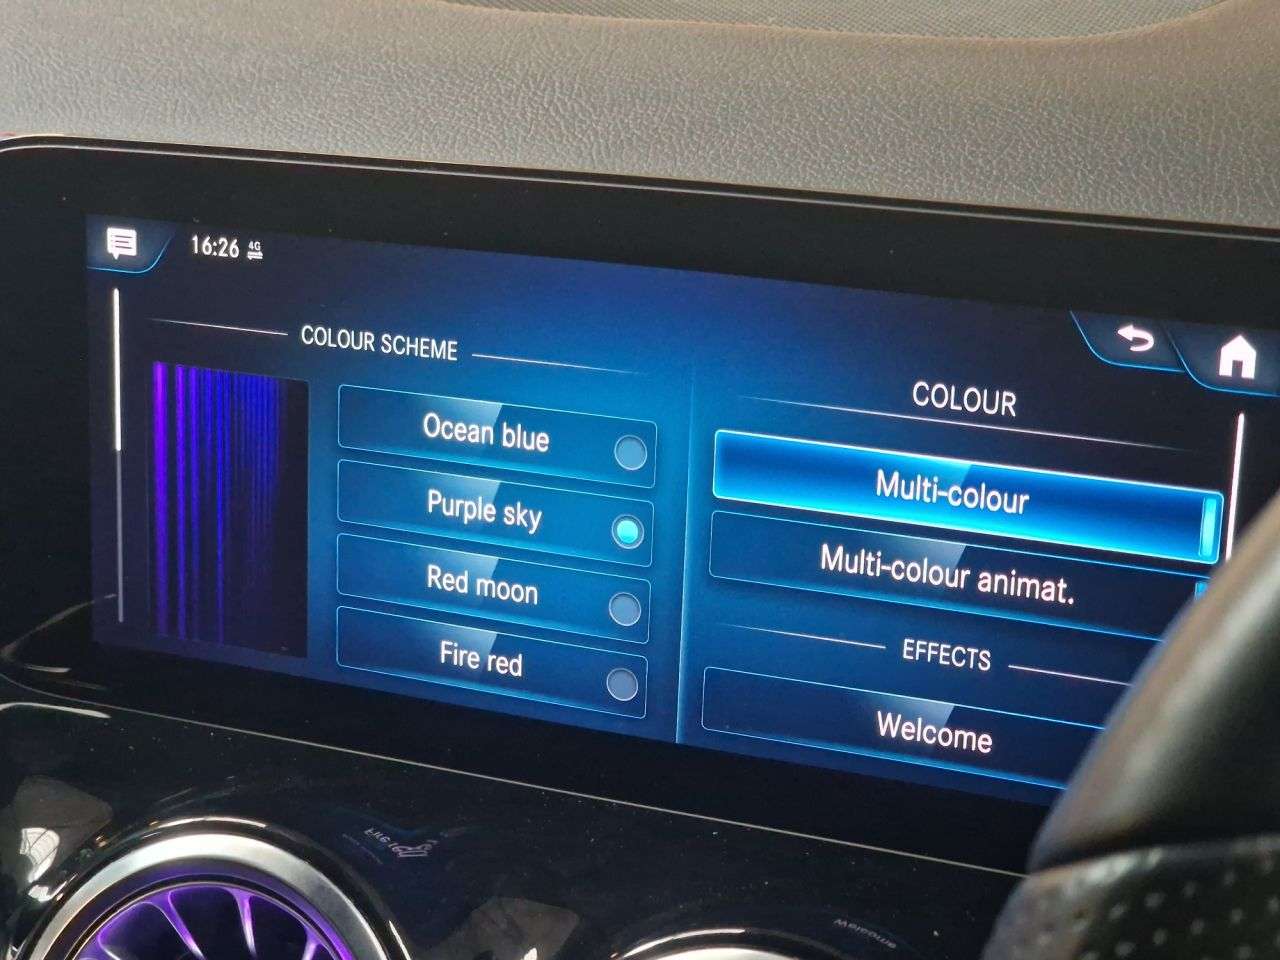 16:26 4G
COLOUR SCHEME
Ocean blue
Purple sky
Red moon
Fire red
COLOUR
Multi-colour
Multi-colour animat.
EFFECTS
Welcome